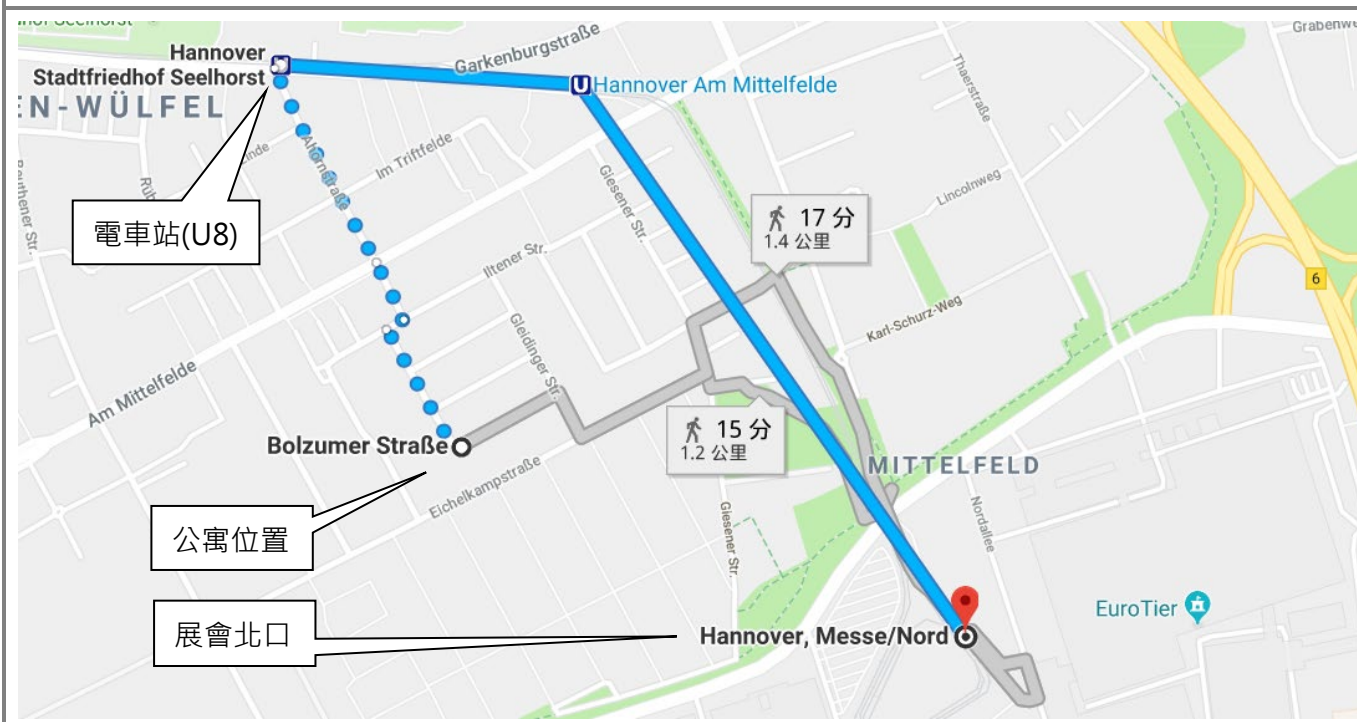 Grabenw
Garkenburgstraße
Hannover
Stadtfriedhof Seelhorst
U Hannover Am Mittelfelde
EN-WÜLFEL
Thaerstraße
Ahornstraße
Im Triftfelde
Giesener Str.
Lincolnweg
電車站(U8)
17 分
1.4 公里
Iltener Str.
6
Gleidinger Str.
Karl-Schurz-Weg
Am Mittelfelde
15 分
1.2 公里
Bolzumer Straße
MITTELFELD
Eichelkampstraße
Nordallee
公寓位置
Giesener Str.
EuroTier
展會北口
Hannover, Messe/Nord